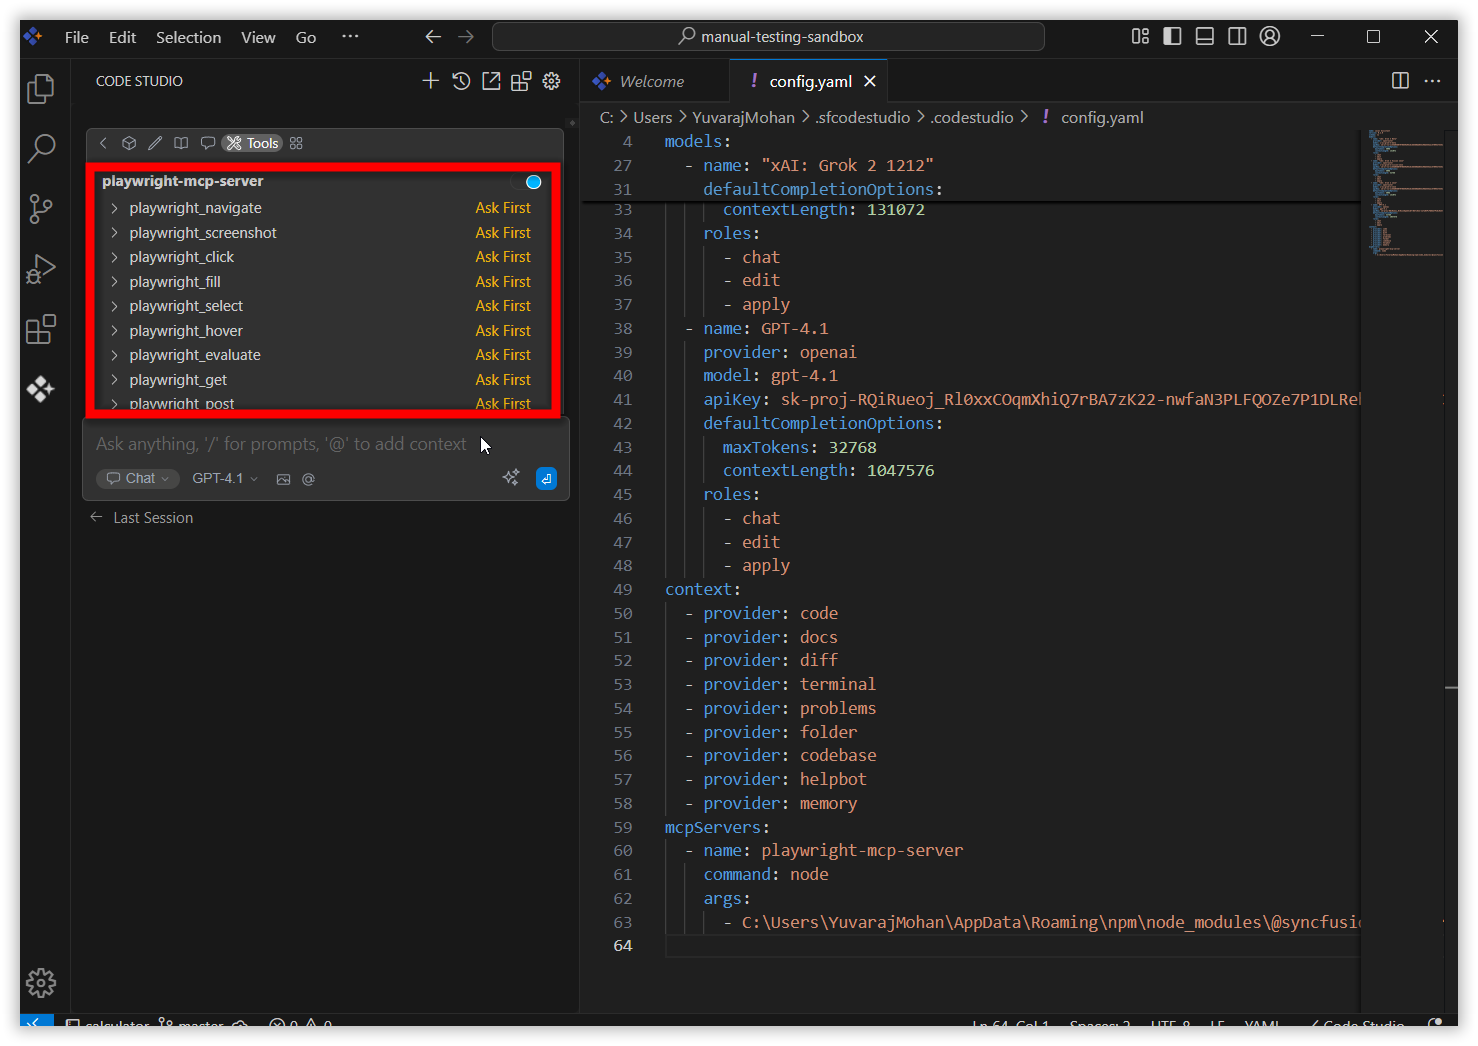 File Edit Selection View Go ··· manual-testing-sandbox
CODE STUDIO
Welcome
! config.yaml
C: > Users > YuvarajMohan > .sfcodestudio > .codestudio > ! config.yaml
Tools
playwright-mcp-server
playwright_navigate Ask First
playwright_screenshot Ask First
playwright_click Ask First
playwright_fill Ask First
playwright_select Ask First
playwright_hover Ask First
playwright_evaluate Ask First
playwright_get Ask First
playwright_post Ask First
Ask anything, '/' for prompts, '@' to add context
Chat GPT-4.1 @
Last Session
4 models:
27 - name: "xAI: Grok 2 1212"
31 defaultCompletionOptions:
33 contextLength: 131072
34 roles:
35 - chat
36 - edit
37 - apply
38 - name: GPT-4.1
39 provider: openai
40 model: gpt-4.1
41 apiKey: sk-proj-RQiRueoj_Rl0xxCOqmXhiQ7rBA7zK22-nwfaN3PLFQOZe7P1DLRe
42 defaultCompletionOptions:
43 maxTokens: 32768
44 contextLength: 1047576
45 roles:
46 - chat
47 - edit
48 - apply
49 context:
50 - provider: code
51 - provider: docs
52 - provider: diff
53 - provider: terminal
54 - provider: problems
55 - provider: folder
56 - provider: codebase
57 - provider: helpbot
58 - provider: memory
59 mcpServers:
60 - name: playwright-mcp-server
61 command: node
62 args:
63 - C:\Users\YuvarajMohan\AppData\Roaming\npm\node_modules\@syncfusi
64
calculator master 0 0 Ln 64, Col 1 Spaces: 2 UTF-8 LF YAML Code Studio